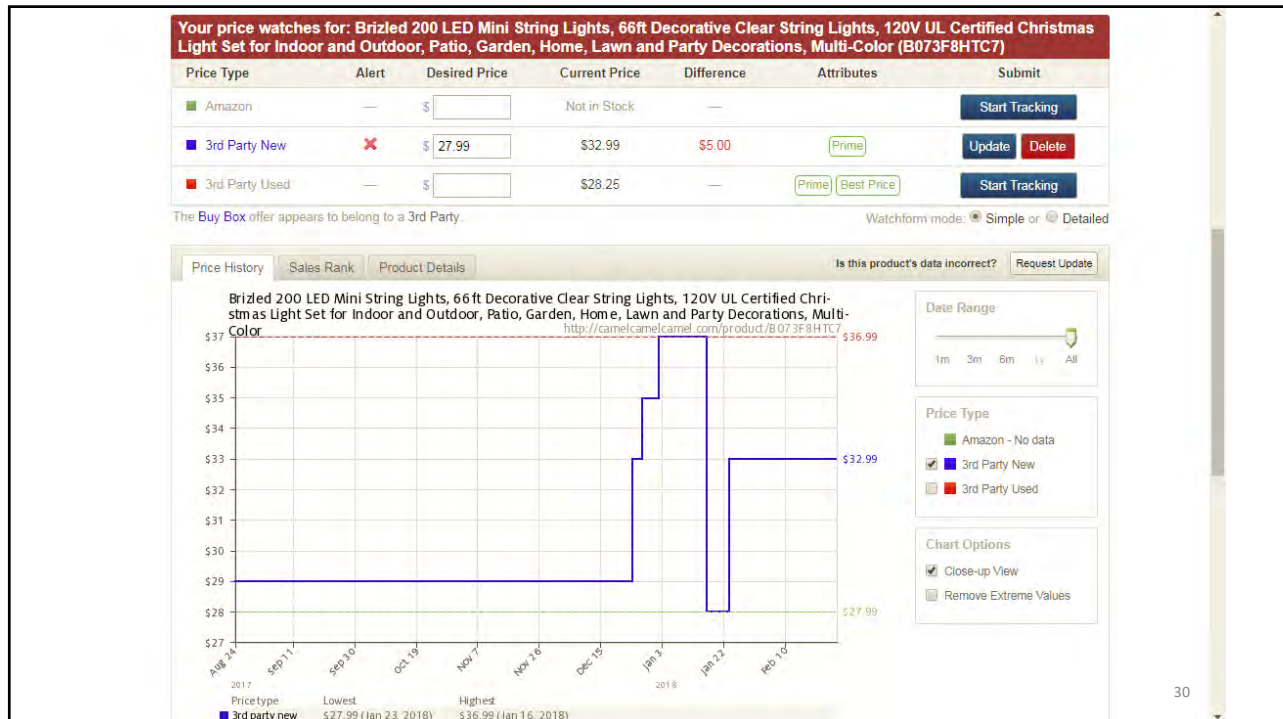 Your price watches for: Brizled 200 LED Mini String Lights, 66ft Decorative Clear String Lights, 120V UL Certified Christmas
Light Set for Indoor and Outdoor, Patio, Garden, Home, Lawn and Party Decorations, Multi-Color (B073F8HTC7)
Price Type Alert Desired Price Current Price Difference Attributes Submit
Amazon — $ Not in Stock — Start Tracking
3rd Party New $ 27.99 $32.99 $5.00 Prime Update Delete
3rd Party Used — $ $28.25 — Prime Best Price Start Tracking
The Buy Box offer appears to belong to a 3rd Party. Watchform mode: Simple or Detailed
Price History Sales Rank Product Details Is this product's data incorrect? Request Update
Brizled 200 LED Mini String Lights, 66ft Decorative Clear String Lights, 120V UL Certified Chri-
stmas Light Set for Indoor and Outdoor, Patio, Garden, Home, Lawn and Party Decorations, Multi-
Color
http://camelcamelcamel.com/product/B073F8HTC7
$37
$36
$35
$34
$33
$32
$31
$30
$29
$28
$27
$36.99
$32.99
$27.99
Aug 24
Sep 11
Sep 30
Oct 19
Nov 7
Nov 26
Dec 15
Jan 3
Jan 22
Feb 10
2017
2018
Price type Lowest Highest
3rd party new $27.99 (Jan 23, 2018) $36.99 (Jan 16, 2018)
Date Range
1m 3m 6m 1y All
Price Type
Amazon - No data
3rd Party New
3rd Party Used
Chart Options
Close-up View
Remove Extreme Values
30